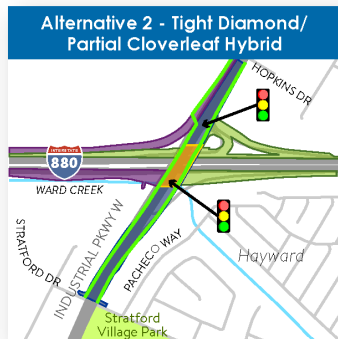 Alternative 2 - Tight Diamond/
Partial Cloverleaf Hybrid
HOPKINS DR
INTERSTATE
880
WARD CREEK
STRATFORD DR
INDUSTRIAL PKWY W
PACHECO WAY
Hayward
Stratford
Village Park